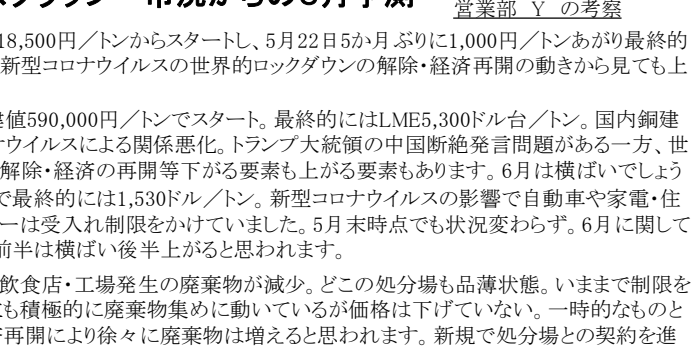 スクラップ 市況からの6月予測
営業部 Y の考察
18,500円／トンからスタートし、5月22日5か月ぶりに1,000円／トンあがり最終的
新型コロナウイルスの世界的ロックダウンの解除・経済再開の動きから見ても上
建値590,000円／トンでスタート。最終的にはLME5,300ドル台／トン。国内銅建
ナウイルスによる関係悪化。トランプ大統領の中国断絶発言問題がある一方、世
解除・経済の再開等下がる要素も上がる要素もあります。6月は横ばいでしょう
で最終的には1,530ドル／トン。新型コロナウイルスの影響で自動車や家電・住
ーは受入れ制限をかけていました。5月末時点でも状況変わらず。6月に関して
前半は横ばい後半上がると思われます。
飲食店・工場発生の廃棄物が減少。どこの処分場も品薄状態。いままで制限を
も積極的に廃棄物集めに動いているが価格は下げていない。一時的なものと
再開により徐々に廃棄物は増えると思われます。新規で処分場との契約を進